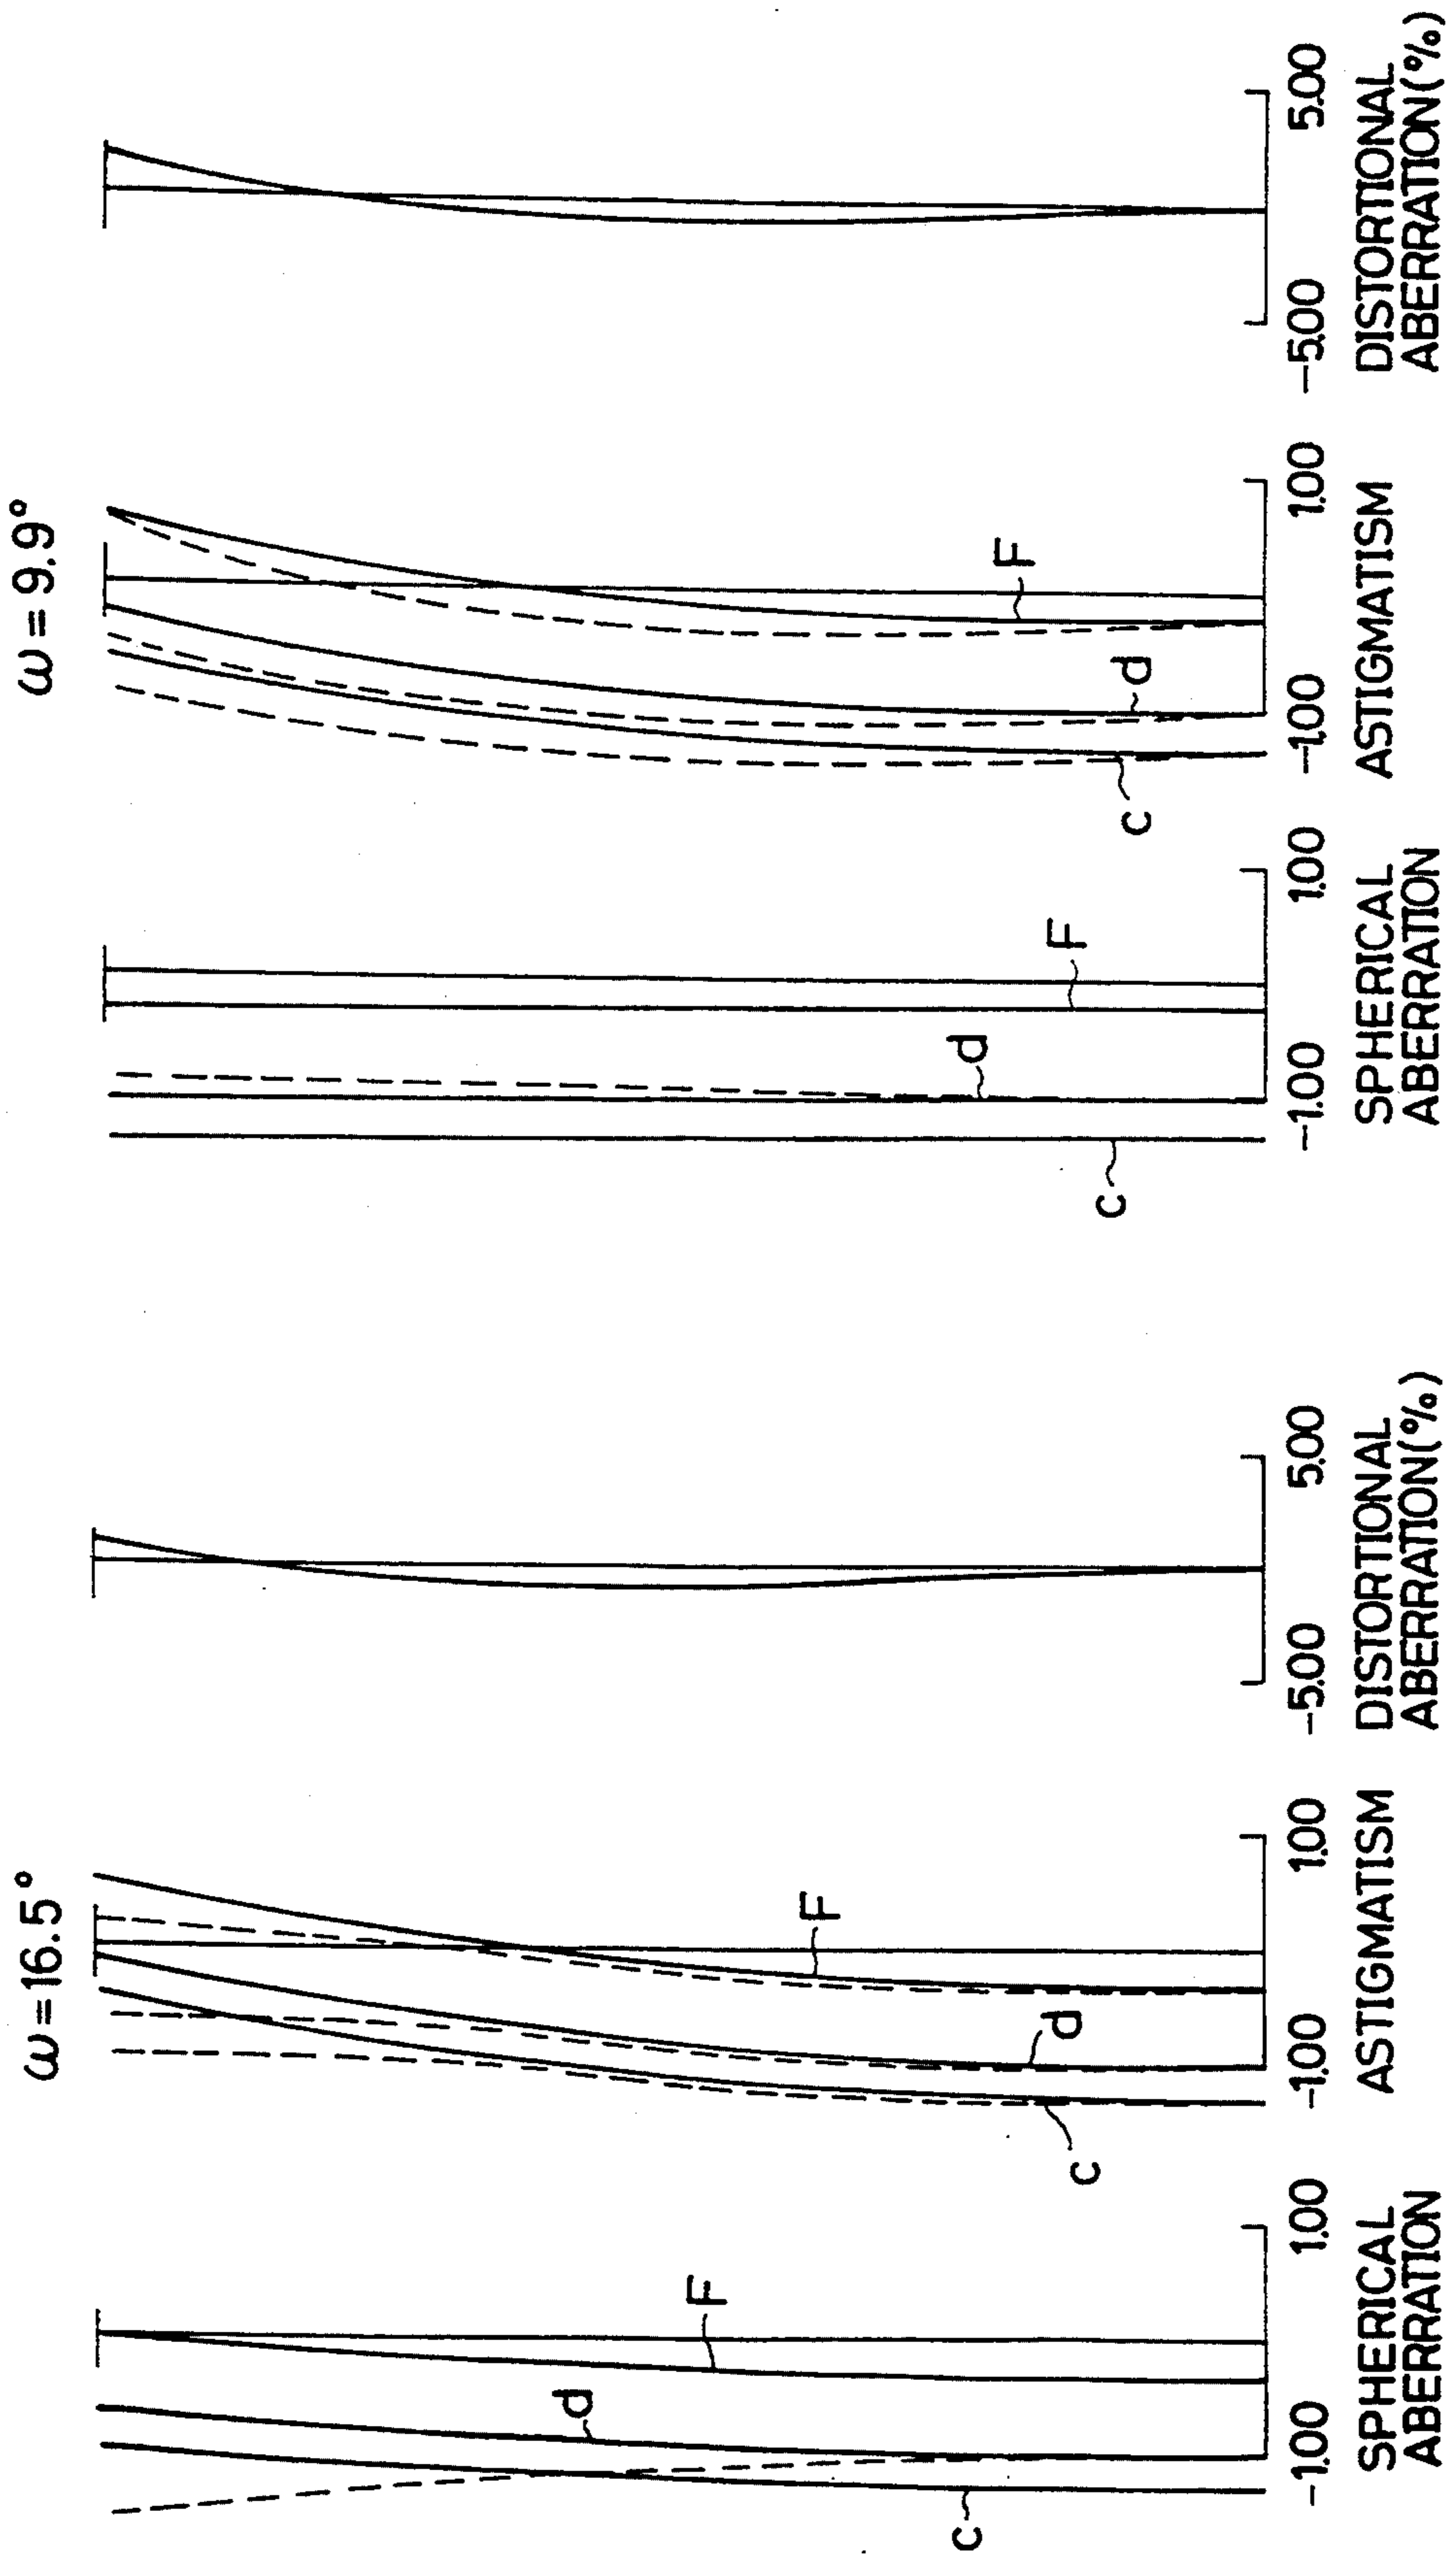 ω=16.5°
d
F
c
-1.00 1.00
SPHERICAL
ABERRATION
F
d
c
-1.00 1.00
ASTIGMATISM
-5.00 5.00
DISTORTIONAL
ABERRATION(%)
ω=9.9°
d
F
c
-1.00 1.00
SPHERICAL
ABERRATION
F
d
c
-1.00 1.00
ASTIGMATISM
-5.00 5.00
DISTORTIONAL
ABERRATION(%)